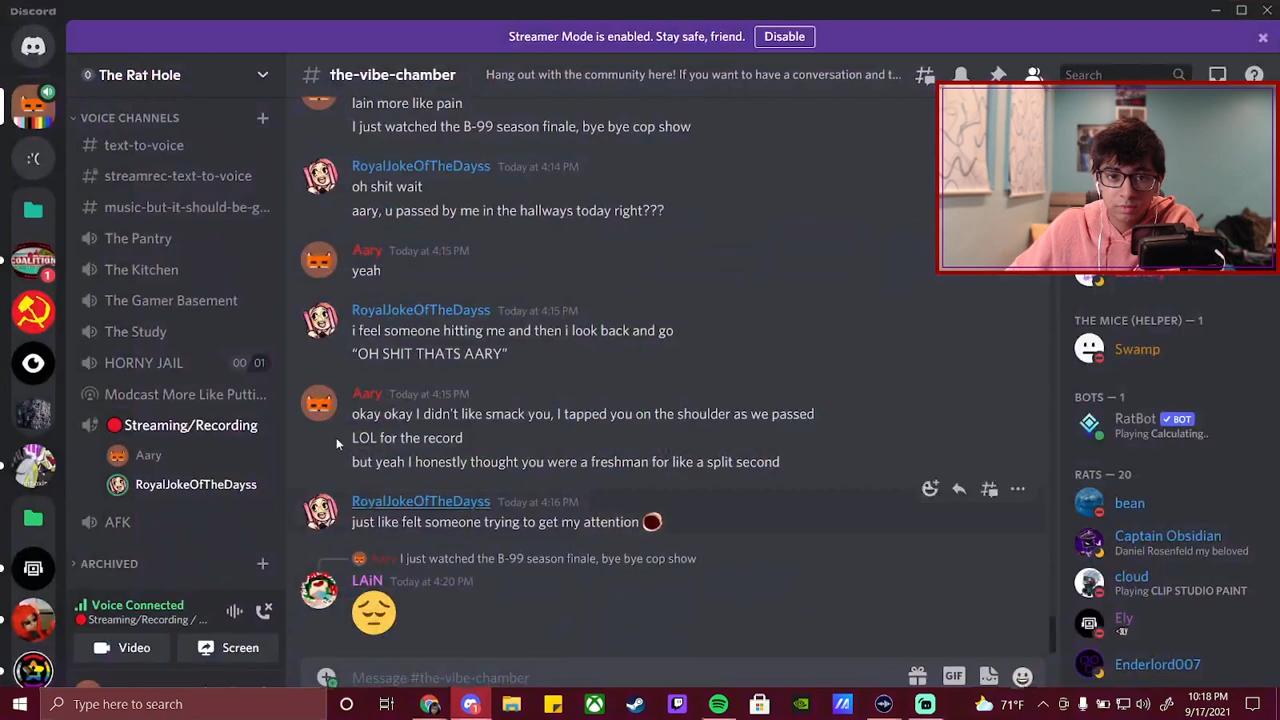 Discord
Streamer Mode is enabled. Stay safe, friend.
Disable
The Rat Hole
the-vibe-chamber
Hang out with the community here! If you want to have a conversation and t...
Search
VOICE CHANNELS
text-to-voice
streamrec-text-to-voice
music-but-it-should-be-g...
The Pantry
The Kitchen
The Gamer Basement
The Study
HORNY JAIL
00 01
Modcast More Like Putti...
Streaming/Recording
Aary
RoyalJokeOfTheDayss
AFK
ARCHIVED
Voice Connected
Streaming/Recording / ...
Video
Screen
1
:'(
lain more like pain
I just watched the B-99 season finale, bye bye cop show
RoyalJokeOfTheDayss Today at 4:14 PM
oh shit wait
aary, u passed by me in the hallways today right???
Aary Today at 4:15 PM
yeah
RoyalJokeOfTheDayss Today at 4:15 PM
i feel someone hitting me and then i look back and go
“OH SHIT THATS AARY”
Aary Today at 4:15 PM
okay okay I didn't like smack you, I tapped you on the shoulder as we passed
LOL for the record
but yeah I honestly thought you were a freshman for like a split second
RoyalJokeOfTheDayss Today at 4:16 PM
just like felt someone trying to get my attention
Aary I just watched the B-99 season finale, bye bye cop show
LAiN Today at 4:20 PM
Message #the-vibe-chamber
GIF
THE MICE (HELPER) — 1
Swamp
BOTS — 1
RatBot BOT
Playing Calculating..
RATS — 20
bean
Captain Obsidian
Daniel Rosenfeld my beloved
cloud
Playing CLIP STUDIO PAINT
Ely
Enderlord007
Type here to search
71°F
10:18 PM
9/17/2021